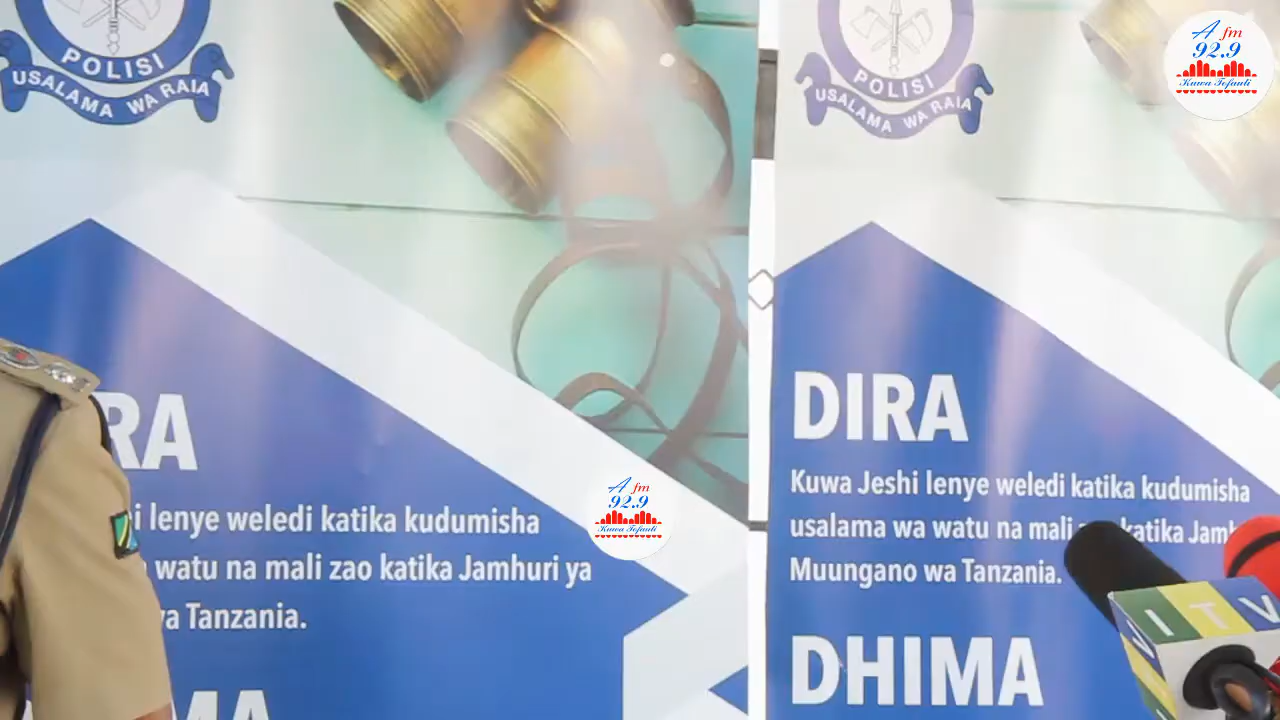 POLISI
USALAMA WA RAIA
RA
i lenye weledi katika kudumisha
watu na mali zao katika Jamhuri ya
Tanzania.
MA
POLISI
USALAMA WA RAIA
DIRA
Kuwa Jeshi lenye weledi katika kudumisha
usalama wa watu na mali katika Jamh
Muungano wa Tanzania.
DHIMA
ITV
A fm
92.9
Kuwa Tofauti
A fm
92.9
Kuwa Tofauti